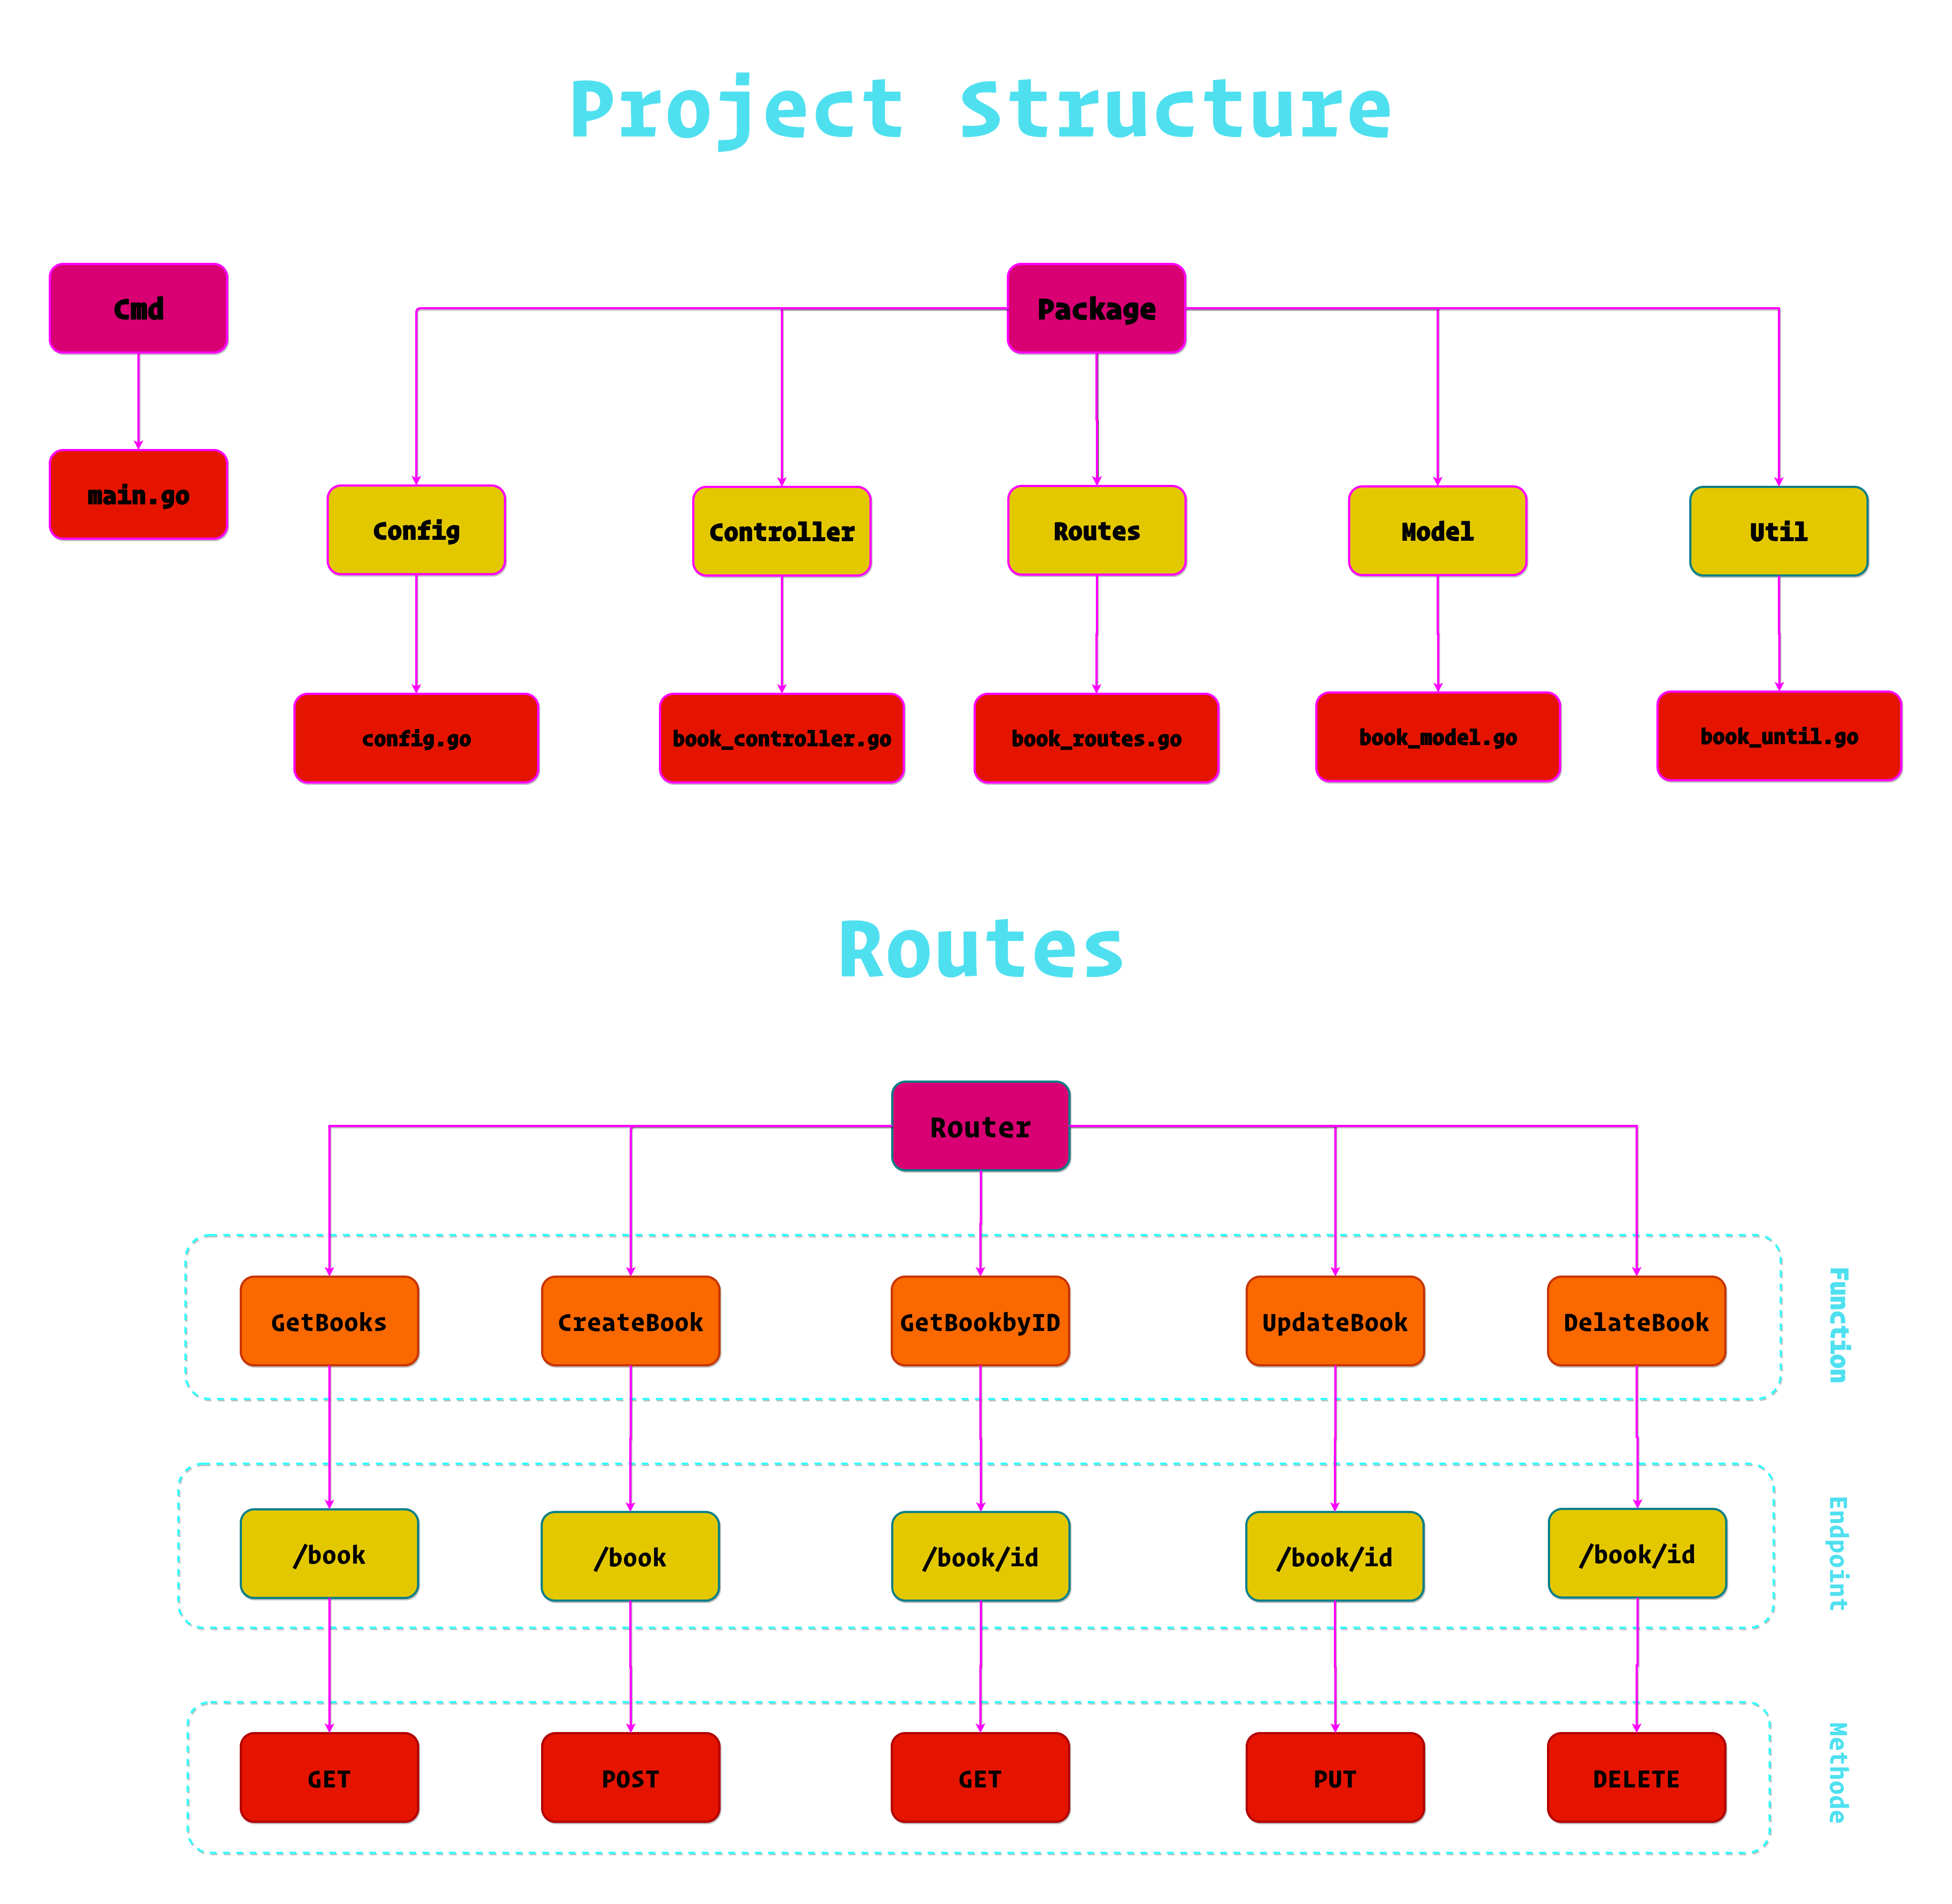 Project Structure
Cmd
Package
main.go
Config
Controller
Routes
Model
Util
config.go
book_controller.go
book_routes.go
book_model.go
book_until.go
Routes
Router
GetBooks
CreateBook
GetBookbyID
UpdateBook
DelateBook
Function
/book
/book
/book/id
/book/id
/book/id
Endpoint
GET
POST
GET
PUT
DELETE
Methode